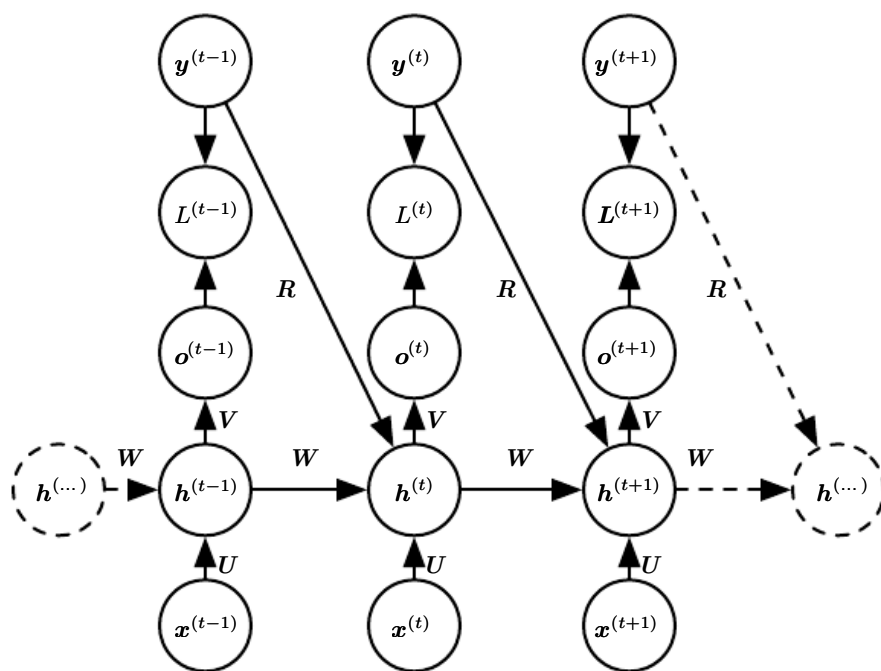 y^(t−1) y^(t) y^(t+1)
L^(t−1) L^(t) L^(t+1)
R R R
o^(t−1) o^(t) o^(t+1)
V V V
W W W W
h^(...) h^(t−1) h^(t) h^(t+1) h^(...)
U U U
x^(t−1) x^(t) x^(t+1)